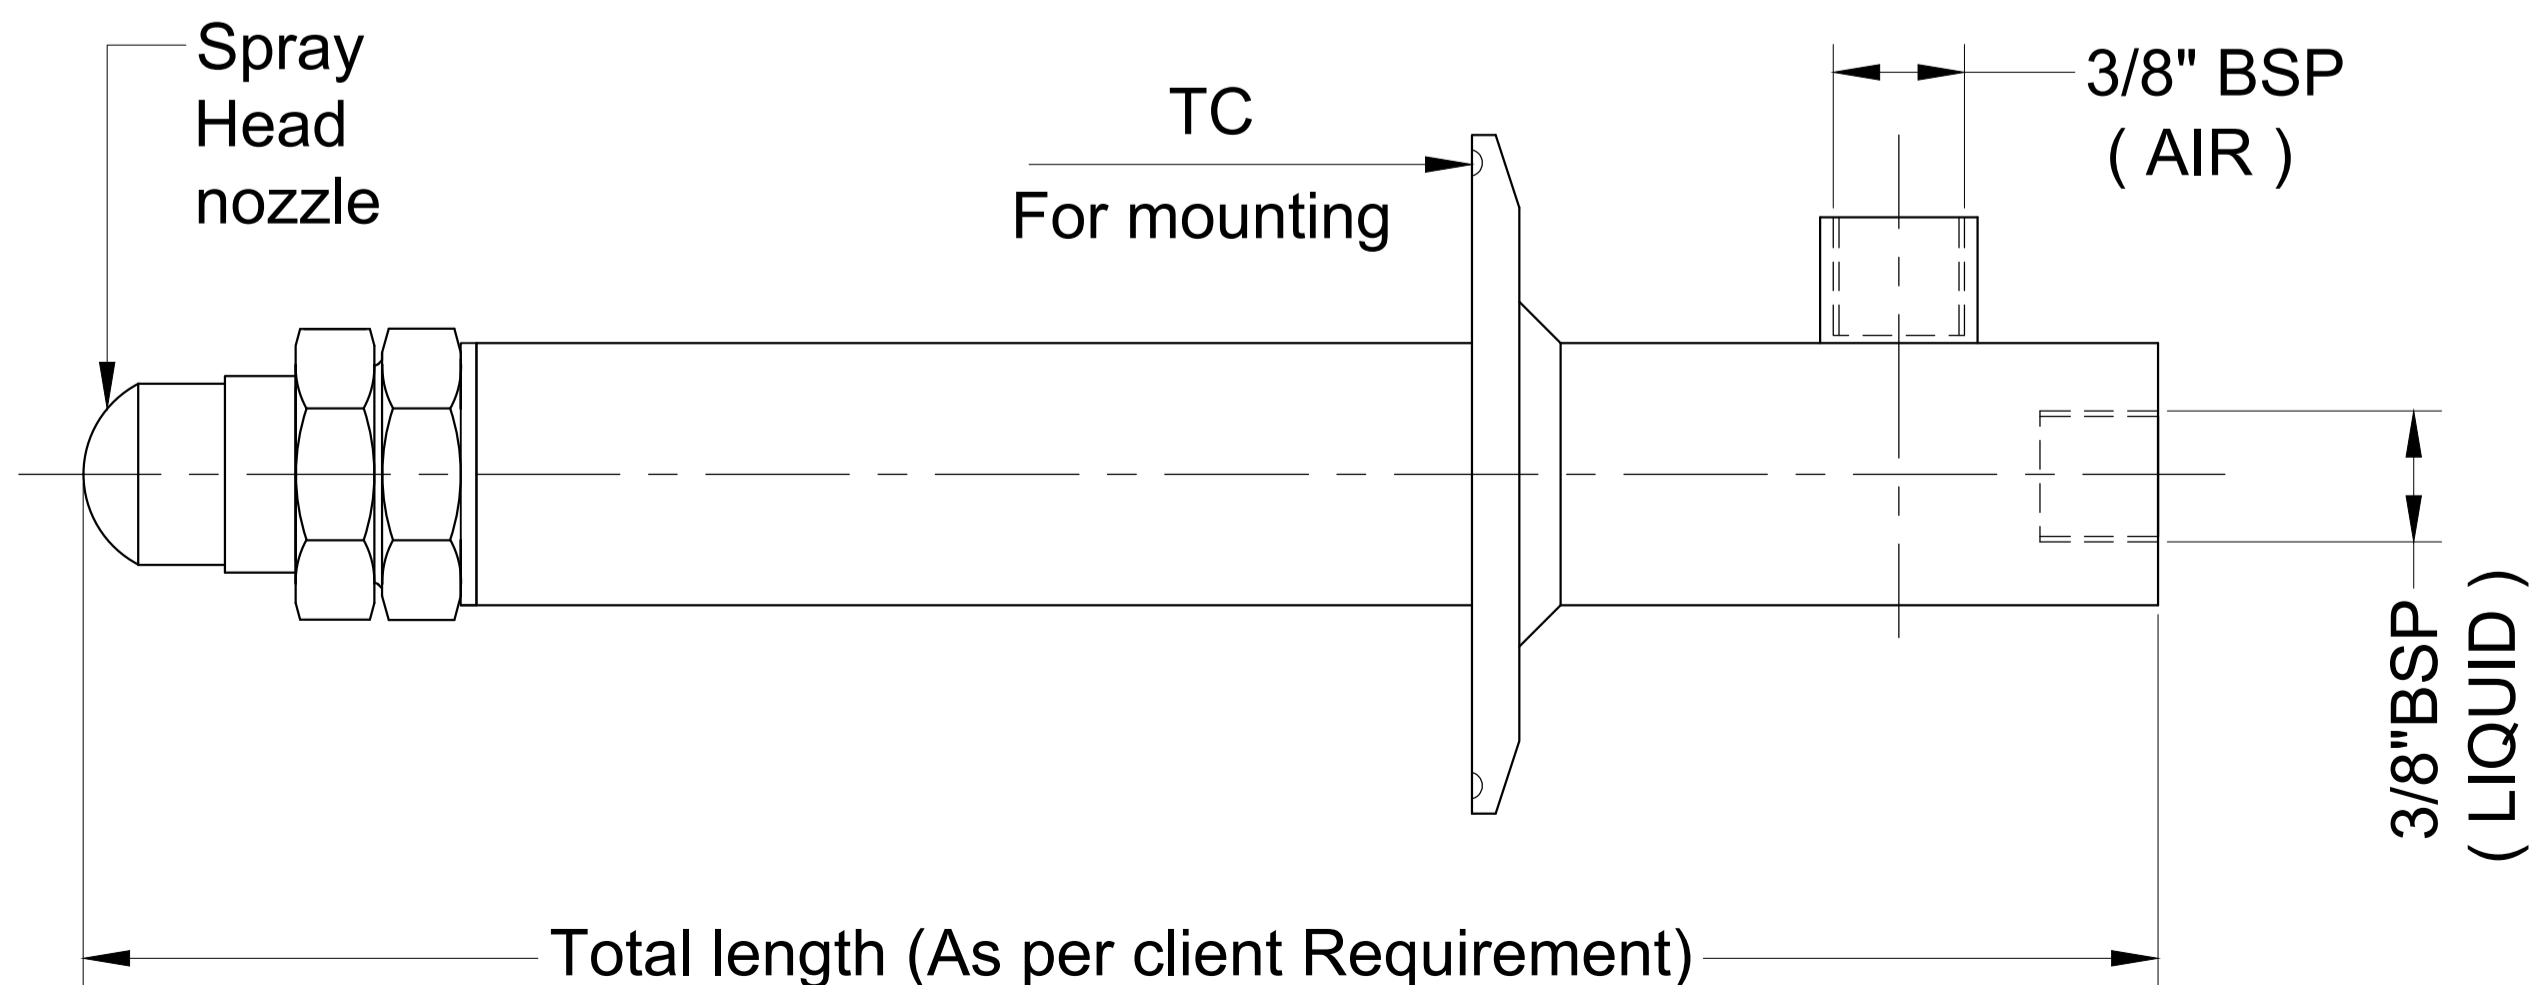 Spray
Head
nozzle
TC
For mounting
3/8" BSP
( AIR )
3/8"BSP
( LIQUID )
Total length (As per client Requirement)